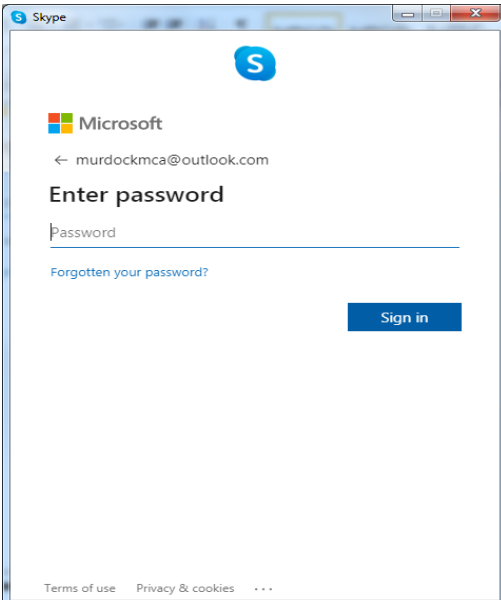 Skype
S
Microsoft
← murdockmca@outlook.com
Enter password
Password
Forgotten your password?
Sign in
Terms of use Privacy & cookies ...